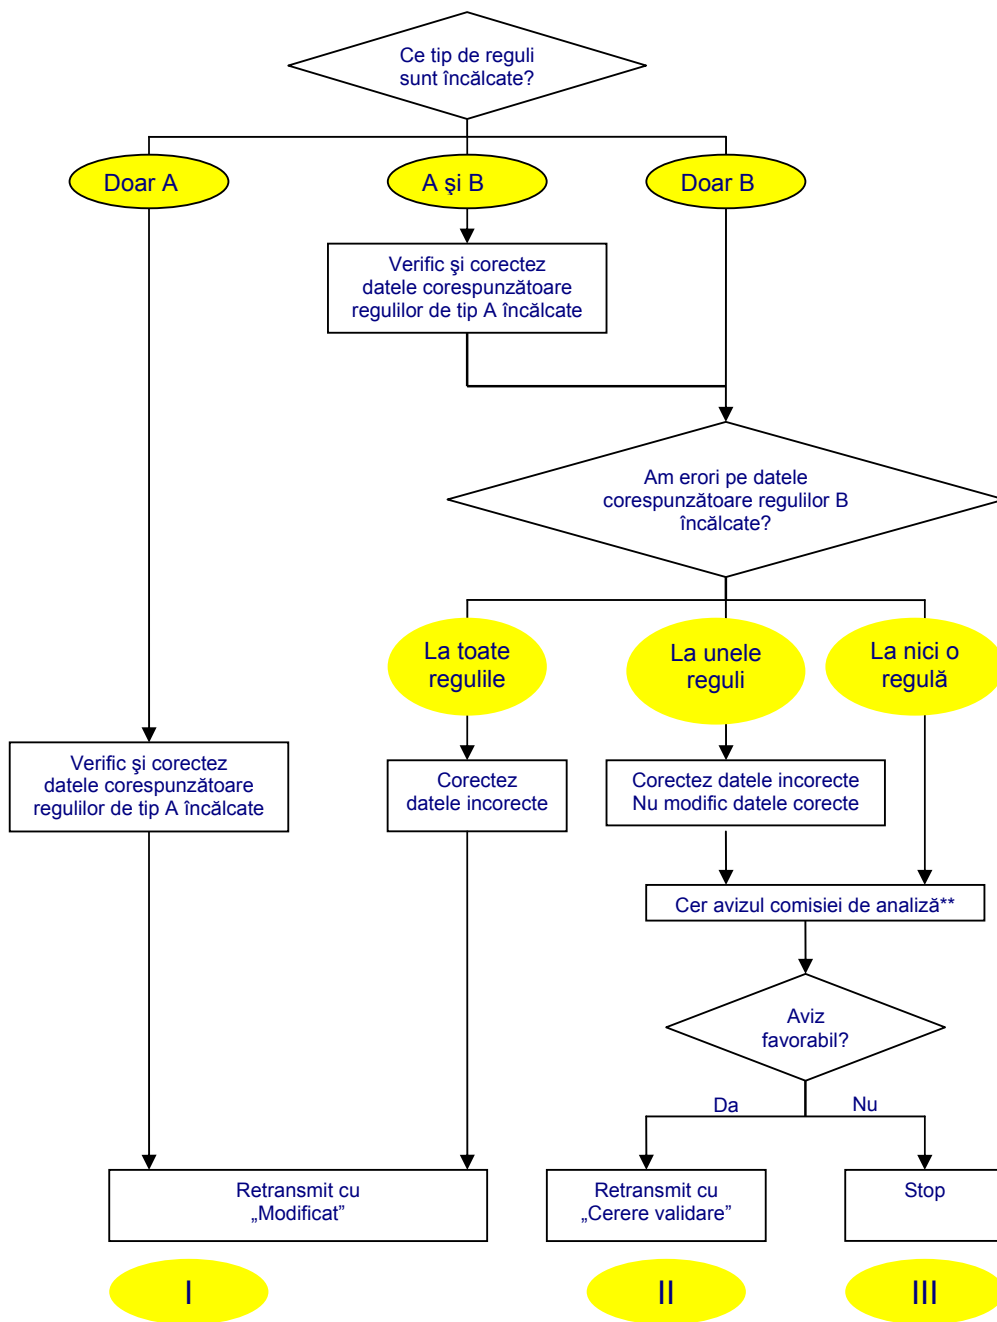 Ce tip de reguli
sunt încălcate?
Doar A
A şi B
Doar B
Verific şi corectez
datele corespunzătoare
regulilor de tip A încălcate
Am erori pe datele
corespunzătoare regulilor B
încălcate?
La toate
regulile
La unele
reguli
La nici o
regulă
Verific şi corectez
datele corespunzătoare
regulilor de tip A încălcate
Corectez
datele incorecte
Corectez datele incorecte
Nu modific datele corecte
Cer avizul comisiei de analiză**
Aviz
favorabil?
Da
Nu
Retransmit cu
„Modificat”
Retransmit cu
„Cerere validare”
Stop
I
II
III